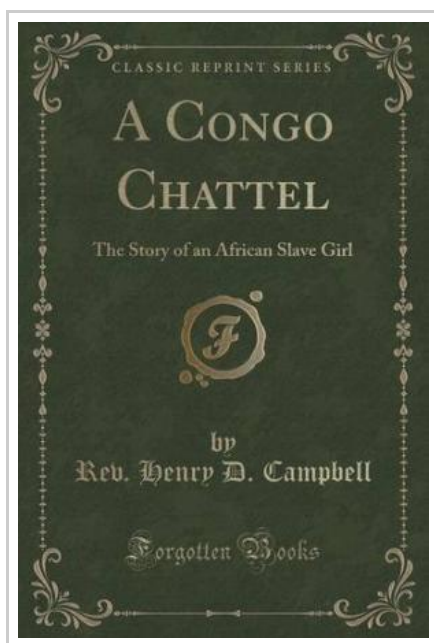 CLASSIC REPRINT SERIES
A CONGO
CHATTEL
The Story of an African Slave Girl
F
by
Rev. Henry D. Campbell
Forgotten Books